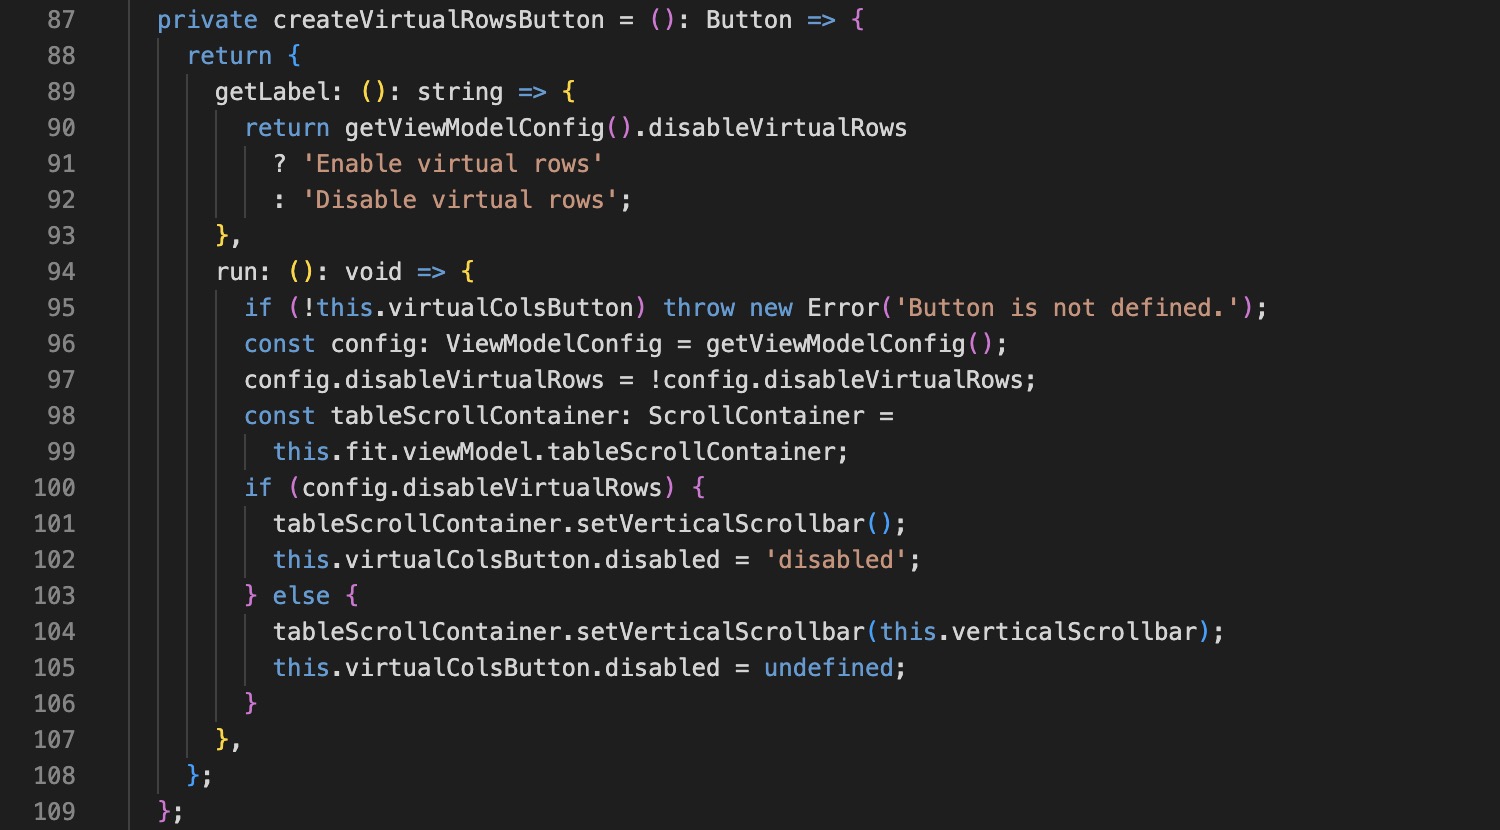 87 private createVirtualRowsButton = (): Button => {
88 return {
89 getLabel: (): string => {
90 return getViewModelConfig().disableVirtualRows
91 ? 'Enable virtual rows'
92 : 'Disable virtual rows';
93 },
94 run: (): void => {
95 if (!this.virtualColsButton) throw new Error('Button is not defined.');
96 const config: ViewModelConfig = getViewModelConfig();
97 config.disableVirtualRows = !config.disableVirtualRows;
98 const tableScrollContainer: ScrollContainer =
99 this.fit.viewModel.tableScrollContainer;
100 if (config.disableVirtualRows) {
101 tableScrollContainer.setVerticalScrollbar();
102 this.virtualColsButton.disabled = 'disabled';
103 } else {
104 tableScrollContainer.setVerticalScrollbar(this.verticalScrollbar);
105 this.virtualColsButton.disabled = undefined;
106 }
107 },
108 };
109 };